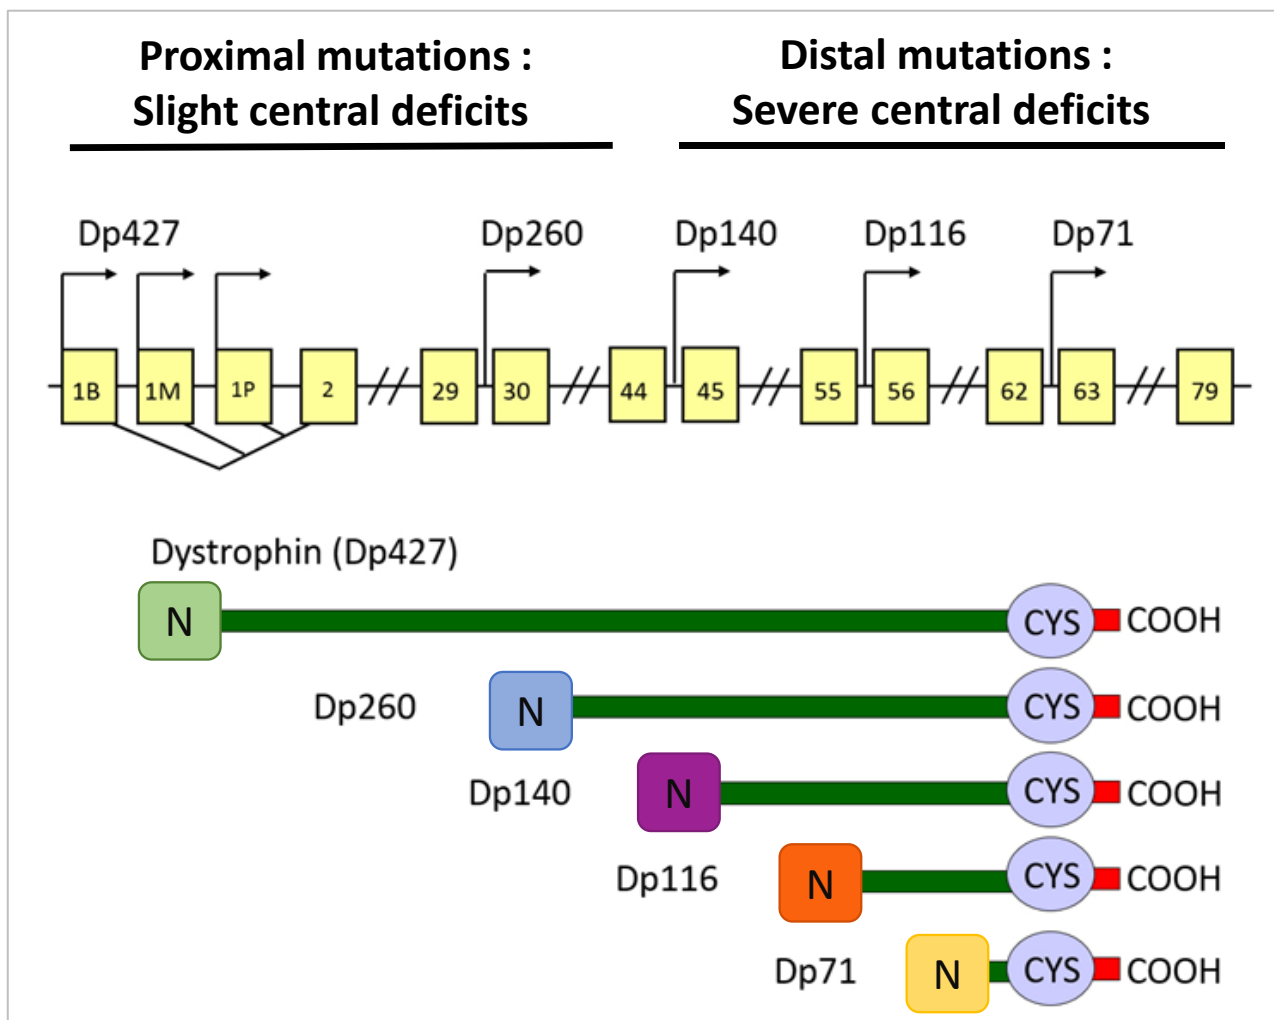 Proximal mutations :
Slight central deficits
Distal mutations :
Severe central deficits
Dp427 Dp260 Dp140 Dp116 Dp71
1B 1M 1P 2 29 30 44 45 55 56 62 63 79
Dystrophin (Dp427)
N CYS COOH
Dp260 N CYS COOH
Dp140 N CYS COOH
Dp116 N CYS COOH
Dp71 N CYS COOH